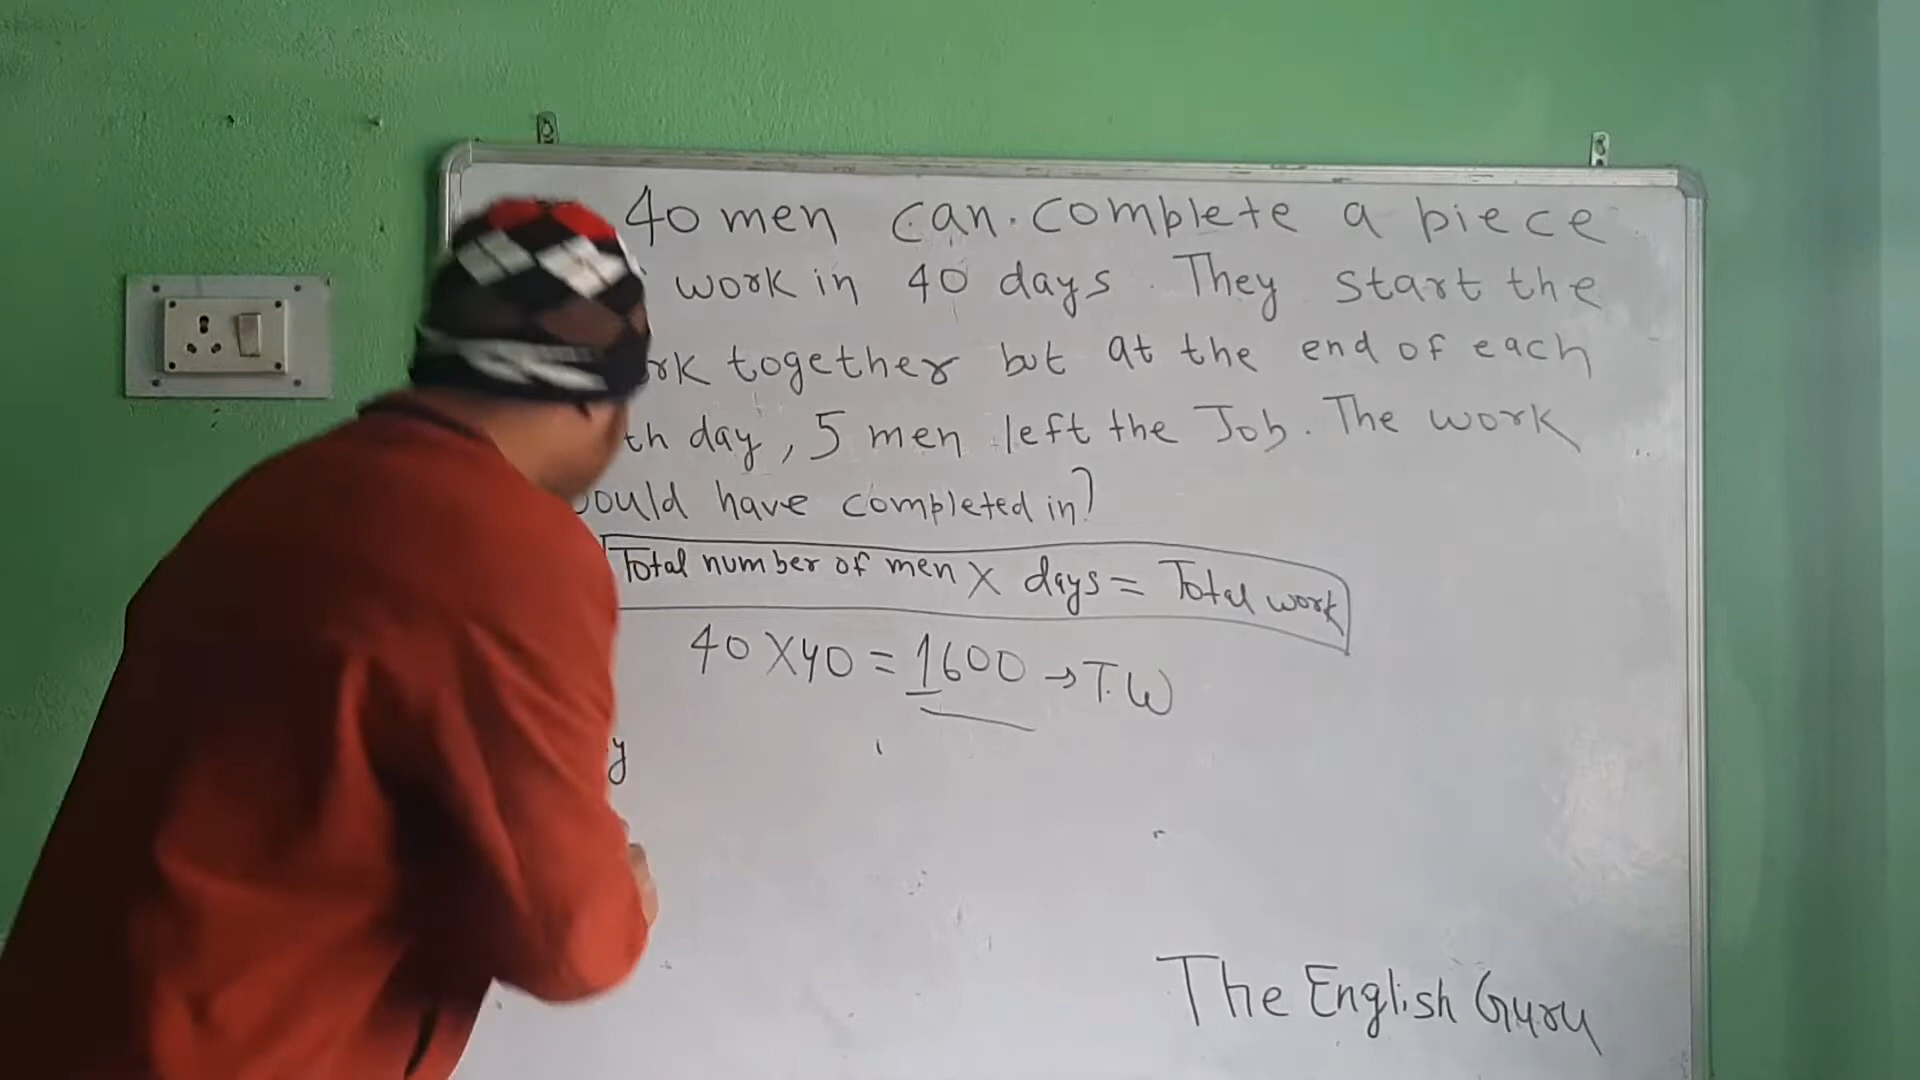 40 men can complete a piece
work in 40 days. They start the
together but at the end of each
th day, 5 men left the Job. The work
have completed in?
Total number of men X days = Total work
40 X 40 = 1600 → T.W
y
The English Guru